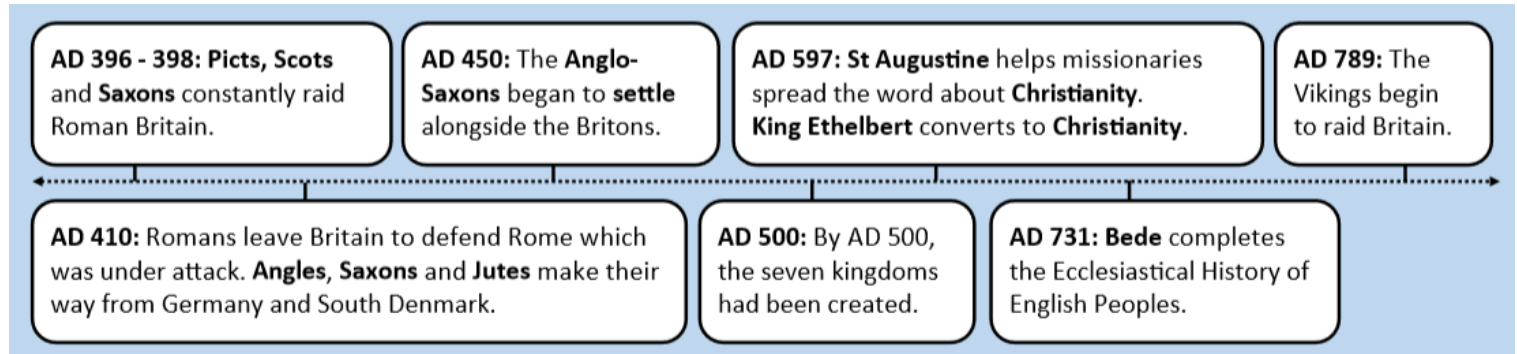 AD 396 - 398: Picts, Scots
and Saxons constantly raid
Roman Britain.
AD 450: The Anglo-
Saxons began to settle
alongside the Britons.
AD 597: St Augustine helps missionaries
spread the word about Christianity.
King Ethelbert converts to Christianity.
AD 789: The
Vikings begin
to raid Britain.
AD 410: Romans leave Britain to defend Rome which
was under attack. Angles, Saxons and Jutes make their
way from Germany and South Denmark.
AD 500: By AD 500,
the seven kingdoms
had been created.
AD 731: Bede completes
the Ecclesiastical History of
English Peoples.